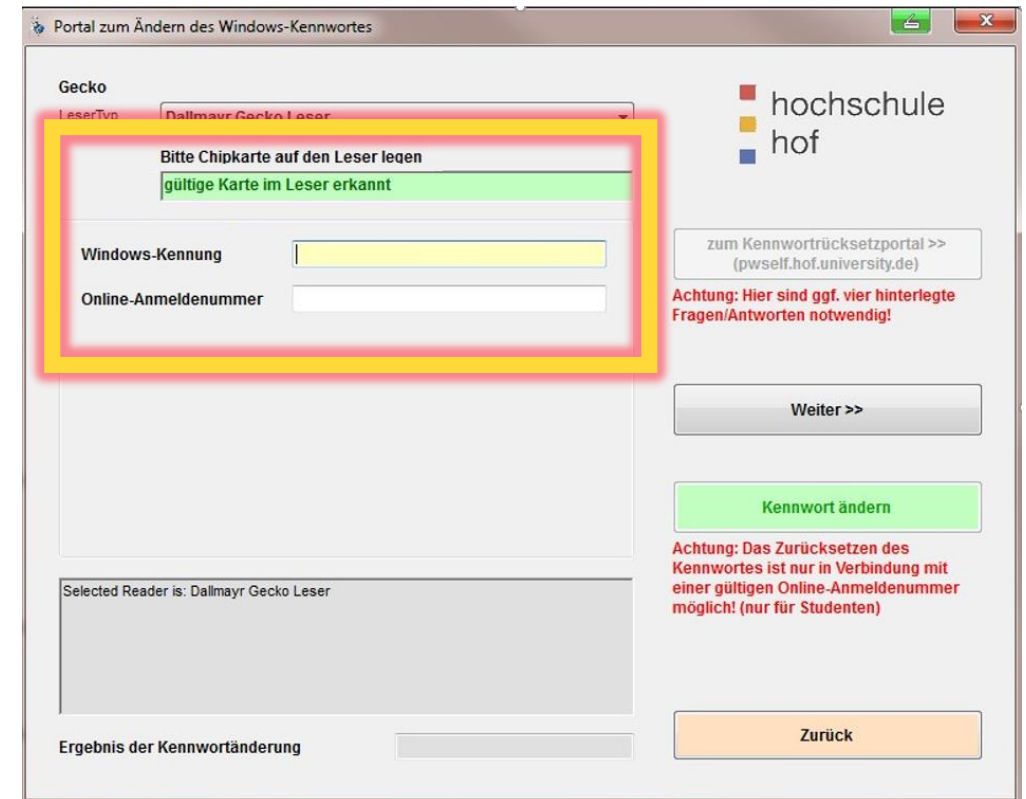 Portal zum Ändern des Windows-Kennwortes
Gecko
LeserTyp
Dallmayr Gecko Leser
Bitte Chipkarte auf den Leser legen
gültige Karte im Leser erkannt
Windows-Kennung
Online-Anmeldenummer
Selected Reader is: Dallmayr Gecko Leser
Ergebnis der Kennwortänderung
hochschule
hof
zum Kennwortrücksetzportal >>
(pwself.hof.university.de)
Achtung: Hier sind ggf. vier hinterlegte
Fragen/Antworten notwendig!
Weiter >>
Kennwort ändern
Achtung: Das Zurücksetzen des
Kennwortes ist nur in Verbindung mit
einer gültigen Online-Anmeldenummer
möglich! (nur für Studenten)
Zurück